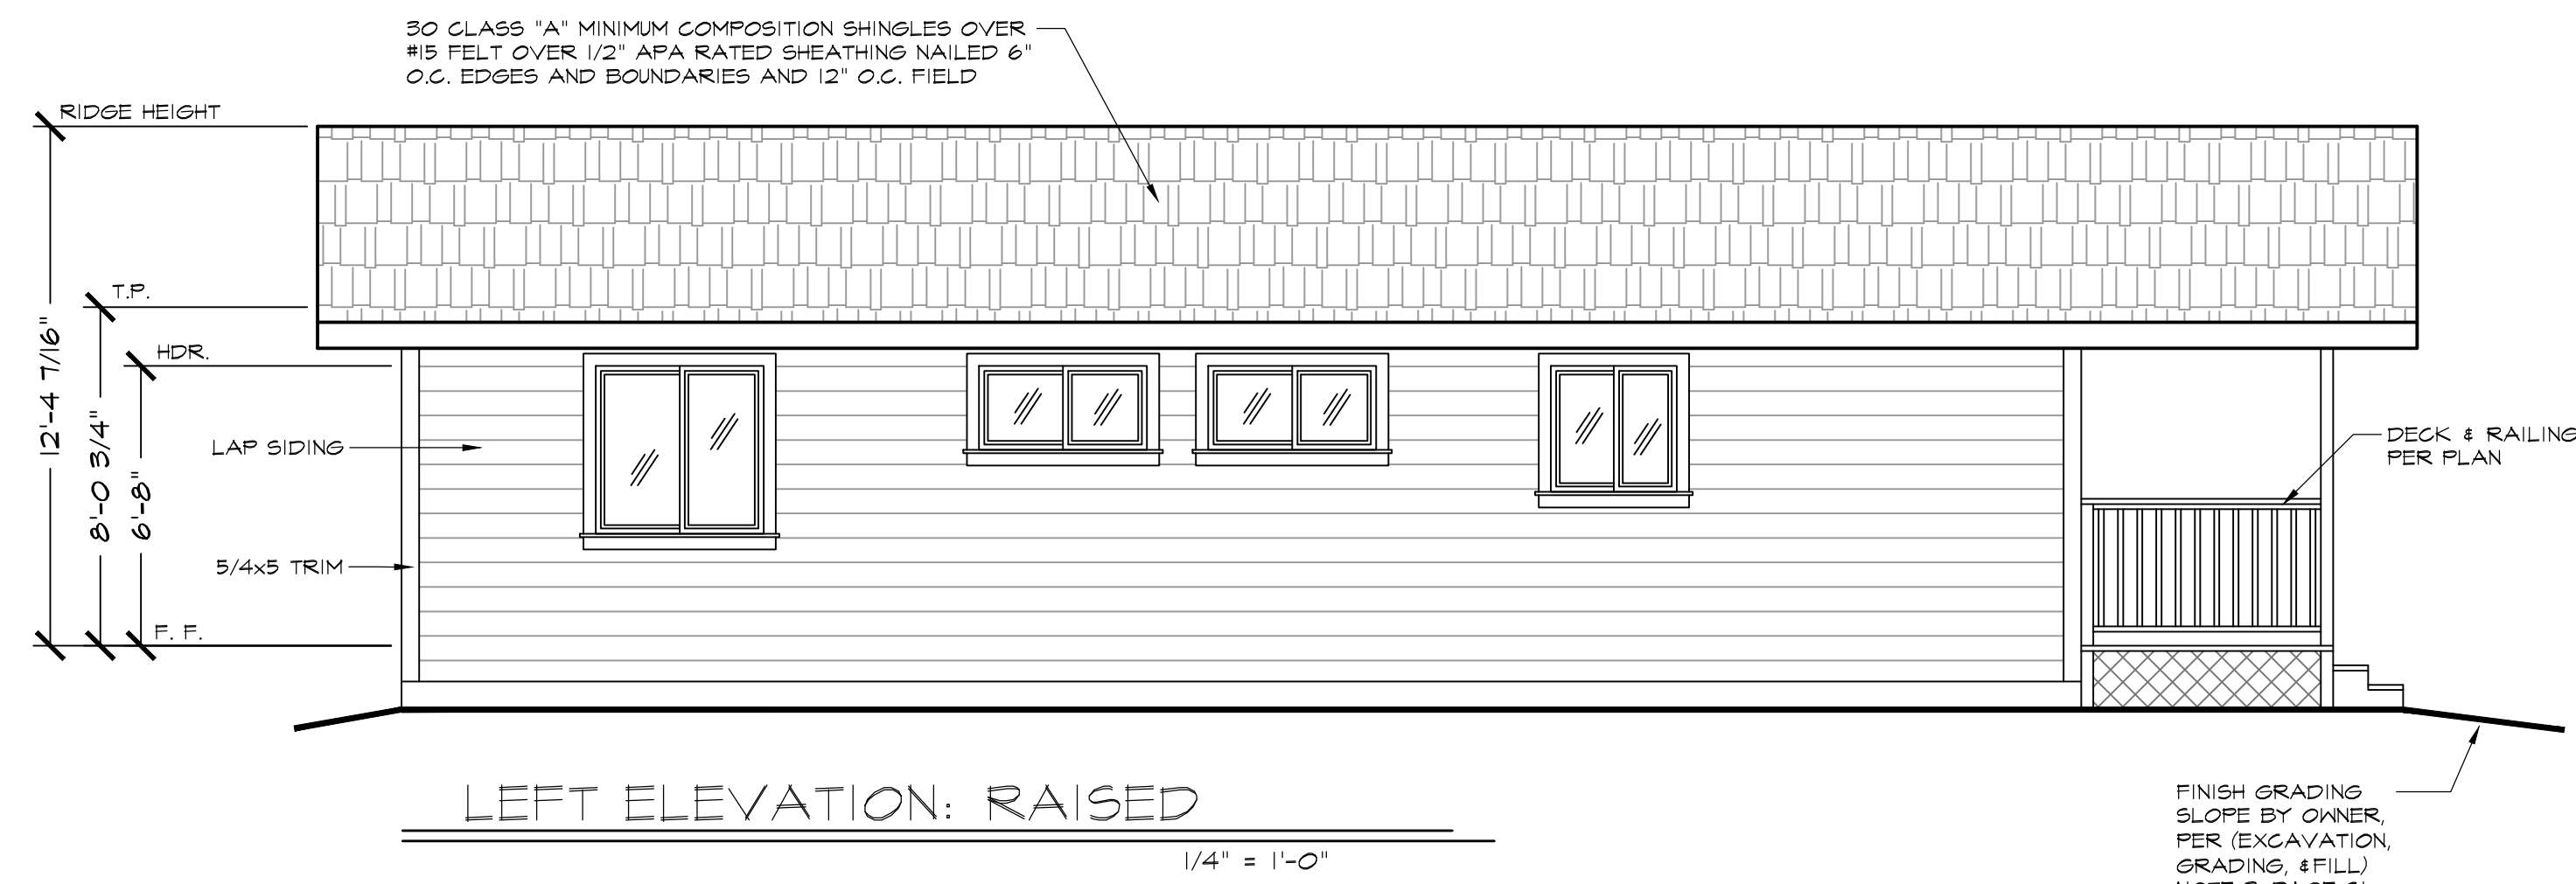 30 CLASS "A" MINIMUM COMPOSITION SHINGLES OVER
#15 FELT OVER 1/2" APA RATED SHEATHING NAILED 6"
O.C. EDGES AND BOUNDARIES AND 12" O.C. FIELD
RIDGE HEIGHT
T.P.
HDR.
12'-4 7/16"
8'-0 3/4"
6'-8"
LAP SIDING
5/4x5 TRIM
F. F.
DECK & RAILING
PER PLAN
LEFT ELEVATION: RAISED
1/4" = 1'-0"
FINISH GRADING
SLOPE BY OWNER,
PER (EXCAVATION,
GRADING, &FILL)